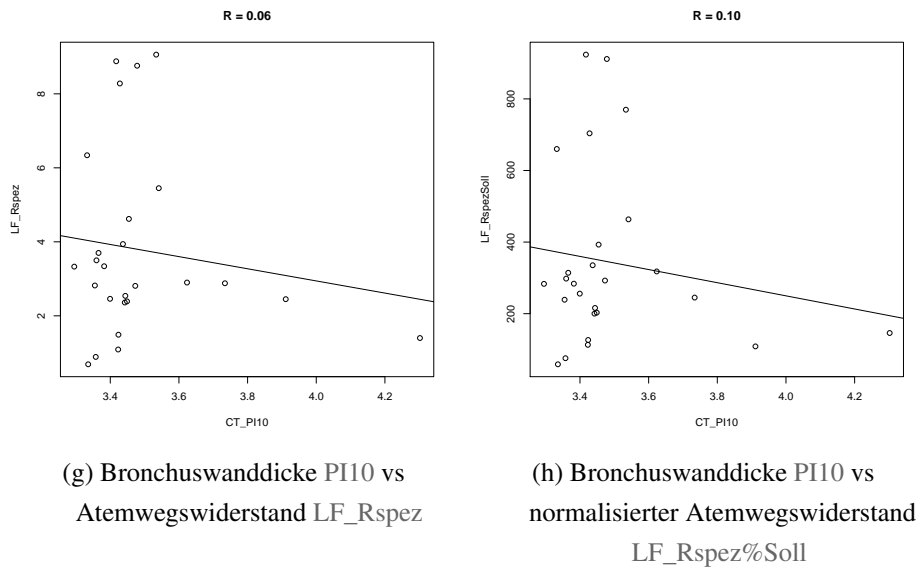 R = 0.06
LF_Rspez
8
6
4
2
3.4 3.6 3.8 4.0 4.2
CT_PI10
(g) Bronchuswanddicke PI10 vs
Atemwegswiderstand LF_Rspez
R = 0.10
LF_RspezSoll
800
600
400
200
3.4 3.6 3.8 4.0 4.2
CT_PI10
(h) Bronchuswanddicke PI10 vs
normalisierter Atemwegswiderstand
LF_Rspez%Soll